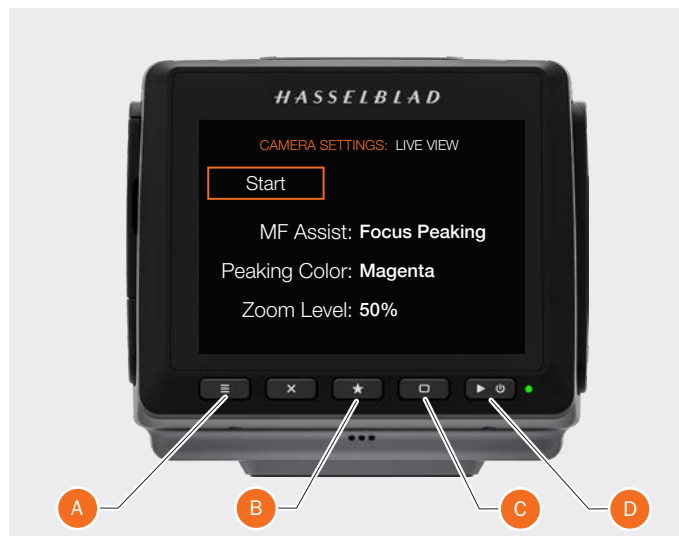 HASSELBLAD
CAMERA SETTINGS: LIVE VIEW
Start
MF Assist: Focus Peaking
Peaking Color: Magenta
Zoom Level: 50%
A
B
C
D